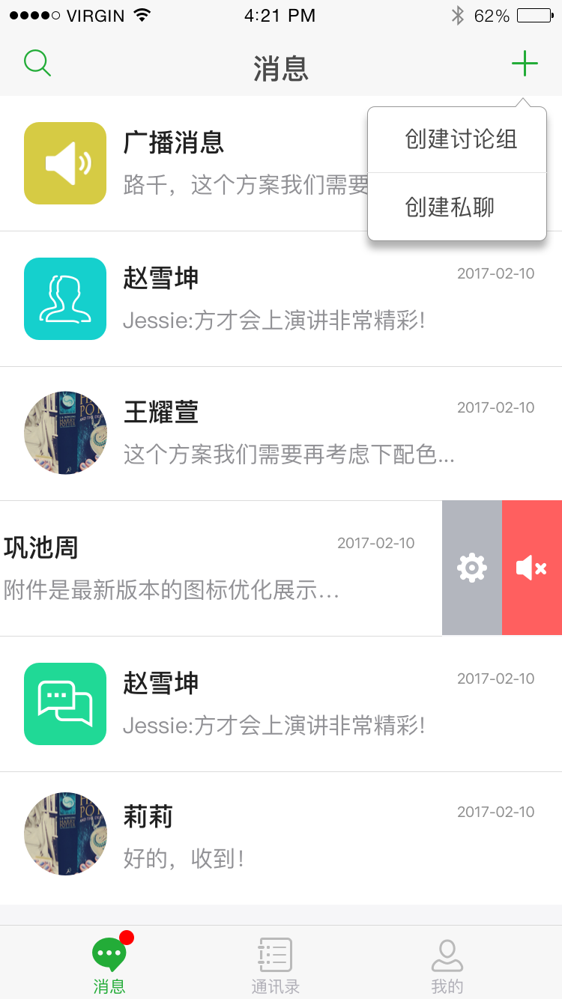 VIRGIN 4:21 PM 62%
消息
创建讨论组
创建私聊
广播消息
路千，这个方案我们需要
赵雪坤 2017-02-10
Jessie:方才会上演讲非常精彩！
王耀萱 2017-02-10
这个方案我们需要再考虑下配色...
巩池周 2017-02-10
附件是最新版本的图标优化展示...
赵雪坤 2017-02-10
Jessie:方才会上演讲非常精彩！
莉莉 2017-02-10
好的，收到！
消息 通讯录 我的